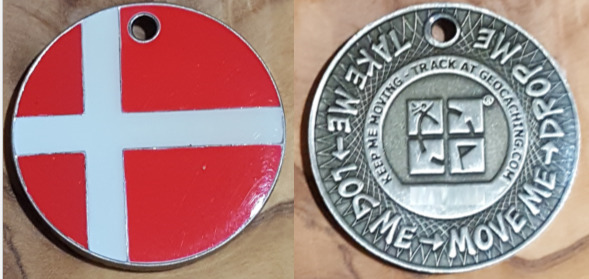 TAKE ME → LOG ME → MOVE ME → DROP ME
KEEP ME MOVING - TRACK AT GEOCACHING.COM
®